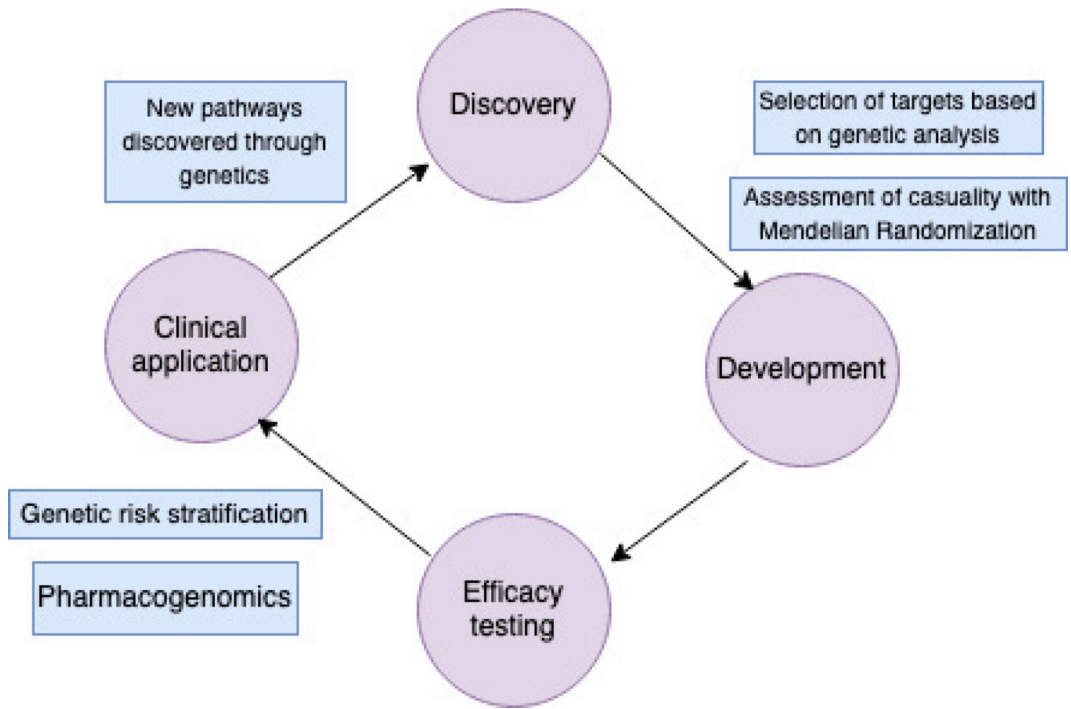 Discovery
New pathways
discovered through
genetics
Selection of targets based
on genetic analysis
Assessment of casuality with
Mendelian Randomization
Clinical
application
Development
Genetic risk stratification
Pharmacogenomics
Efficacy
testing